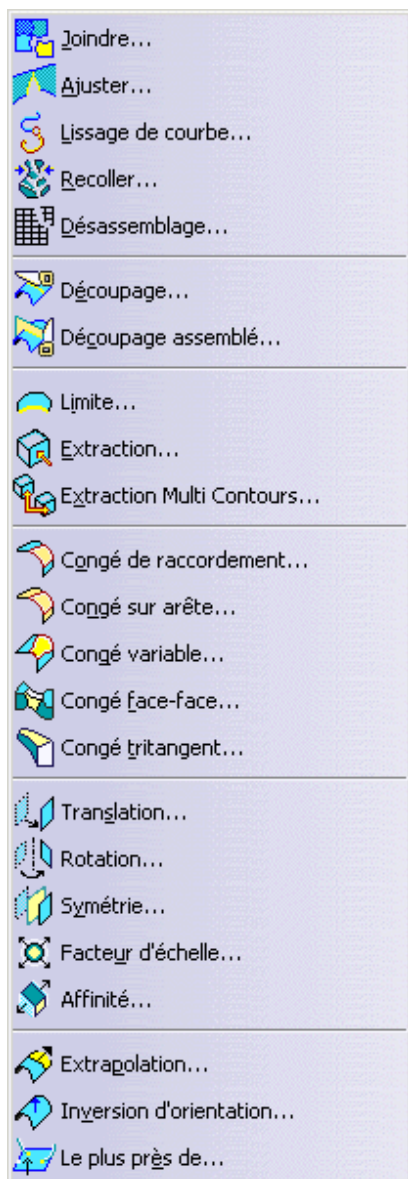 Joindre...
Ajuster...
Lissage de courbe...
Recoller...
Désassemblage...
Découpage...
Découpage assemblé...
Limite...
Extraction...
Extraction Multi Contours...
Congé de raccordement...
Congé sur arête...
Congé variable...
Congé face-face...
Congé tritangent...
Translation...
Rotation...
Symétrie...
Facteur d'échelle...
Affinité...
Extrapolation...
Inversion d'orientation...
Le plus près de...